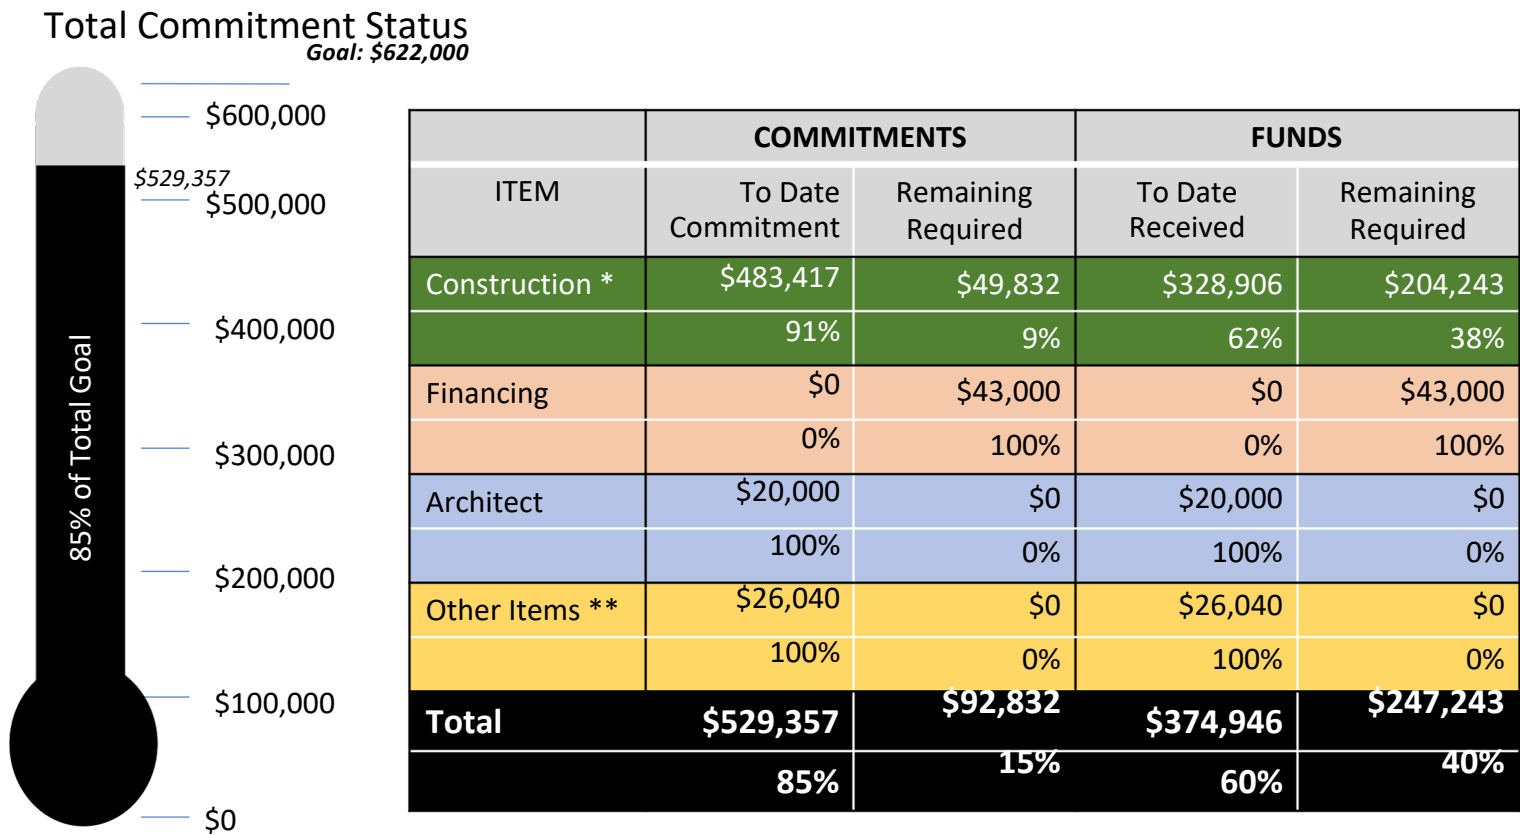 Total Commitment Status
Goal: $622,000
$600,000
$529,357
$500,000
$400,000
$300,000
$200,000
$100,000
$0
85% of Total Goal
COMMITMENTS FUNDS
ITEM To Date Remaining To Date Remaining
Commitment Required Received Required
Construction * $483,417 $49,832 $328,906 $204,243
91% 9% 62% 38%
Financing $0 $43,000 $0 $43,000
0% 100% 0% 100%
Architect $20,000 $0 $20,000 $0
100% 0% 100% 0%
Other Items ** $26,040 $0 $26,040 $0
100% 0% 100% 0%
Total $529,357 $92,832 $374,946 $247,243
85% 15% 60% 40%